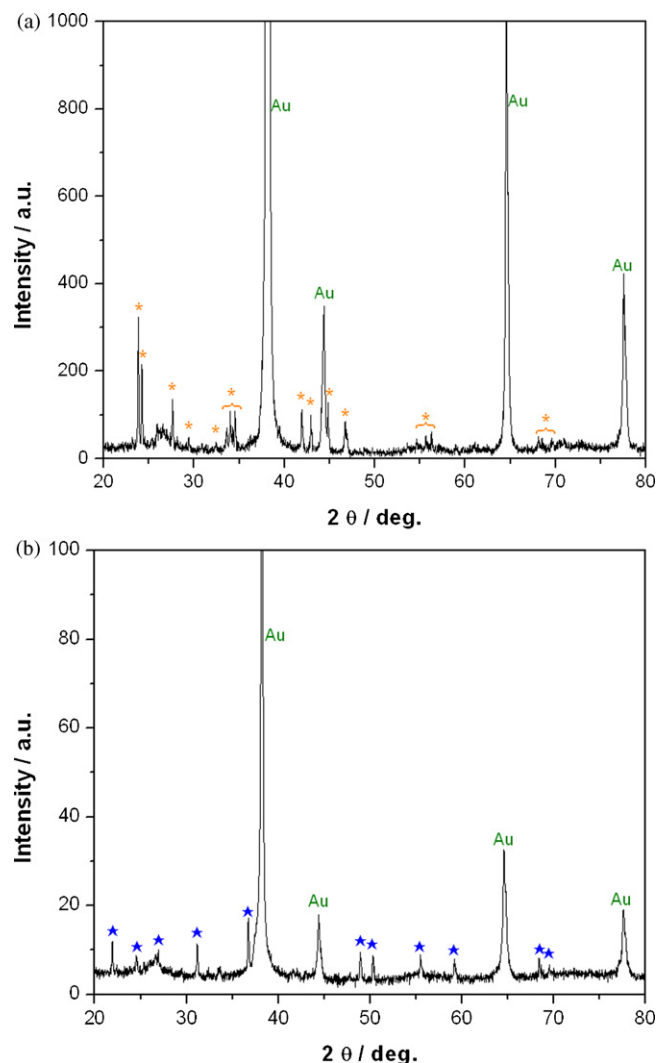 (a)
1000
800
600
400
200
0
Intensity / a.u.
Au
Au
Au
Au
*
*
*
*
*
*
*
*
*
*
*
*
20 30 40 50 60 70 80
2 θ / deg.
(b)
100
80
60
40
20
0
Intensity / a.u.
Au
Au
Au
Au
20 30 40 50 60 70 80
2 θ / deg.